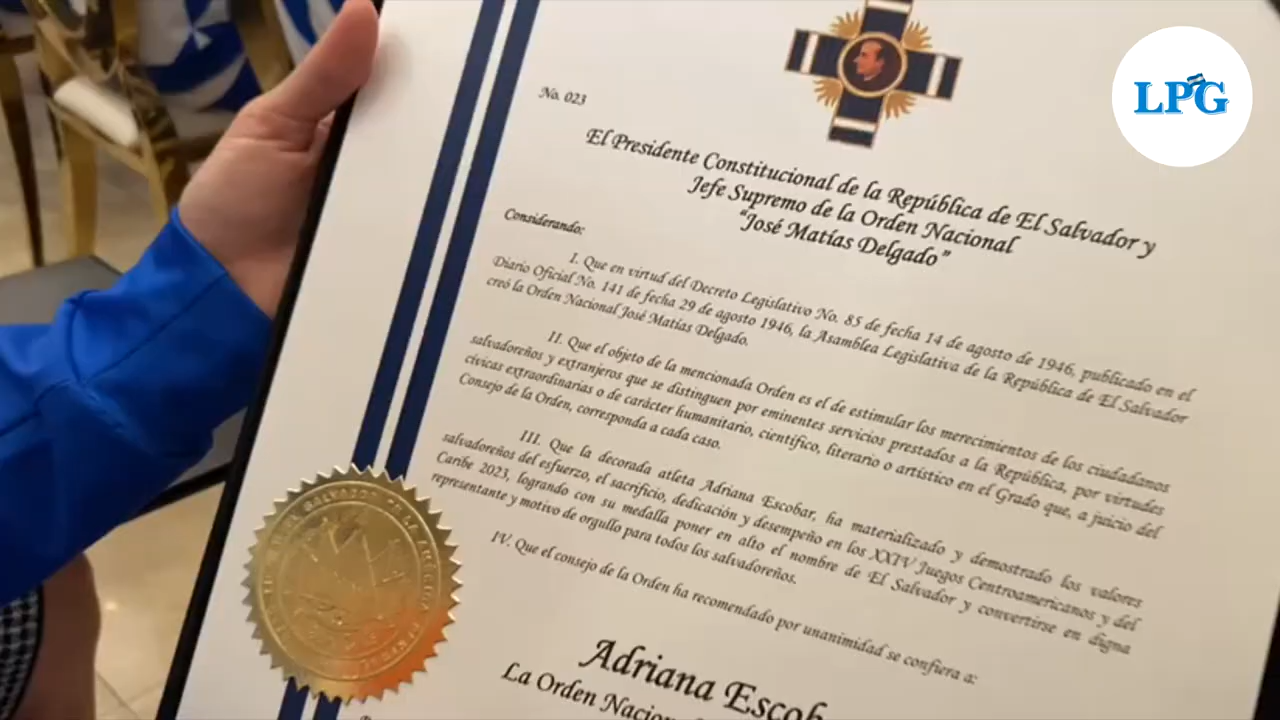 LPG
No. 023
El Presidente Constitucional de la República de El Salvador y
Jefe Supremo de la Orden Nacional
“José Matías Delgado”
Considerando:
I. Que en virtud del Decreto Legislativo No. 85 de fecha 14 de agosto de 1946, publicado en el
Diario Oficial No. 141 de fecha 29 de agosto 1946, la Asamblea Legislativa de la República de El Salvador
creó la Orden Nacional José Matías Delgado.
II. Que el objeto de la mencionada Orden es el de estimular los merecimientos de los ciudadanos
salvadoreños y extranjeros que se distinguen por eminentes servicios prestados a la República, por virtudes
cívicas extraordinarias o de carácter humanitario, científico, literario o artístico en el Grado que, a juicio del
Consejo de la Orden, corresponda a cada caso.
III. Que la decorada atleta Adriana Escobar, ha materializado y demostrado los valores
salvadoreños del esfuerzo, el sacrificio, dedicación y desempeño en los XXIV Juegos Centroamericanos y del
Caribe 2023, logrando con su medalla poner en alto el nombre de El Salvador y convertirse en digna
representante y motivo de orgullo para todos los salvadoreños.
IV. Que el consejo de la Orden ha recomendado por unanimidad se confiera a:
Adriana Escob
La Orden Nacion